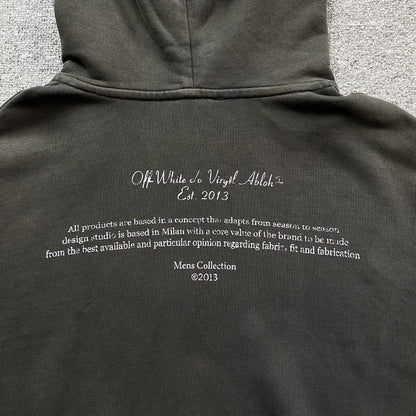 Off-White c/o Virgil Abloh™
Est. 2013
All products are based in a concept that adapts from season to season
design studio is based in Milan with a core value of the brand to be made
from the best available and particular opinion regarding fabric, fit and fabrication
Mens Collection
©2013